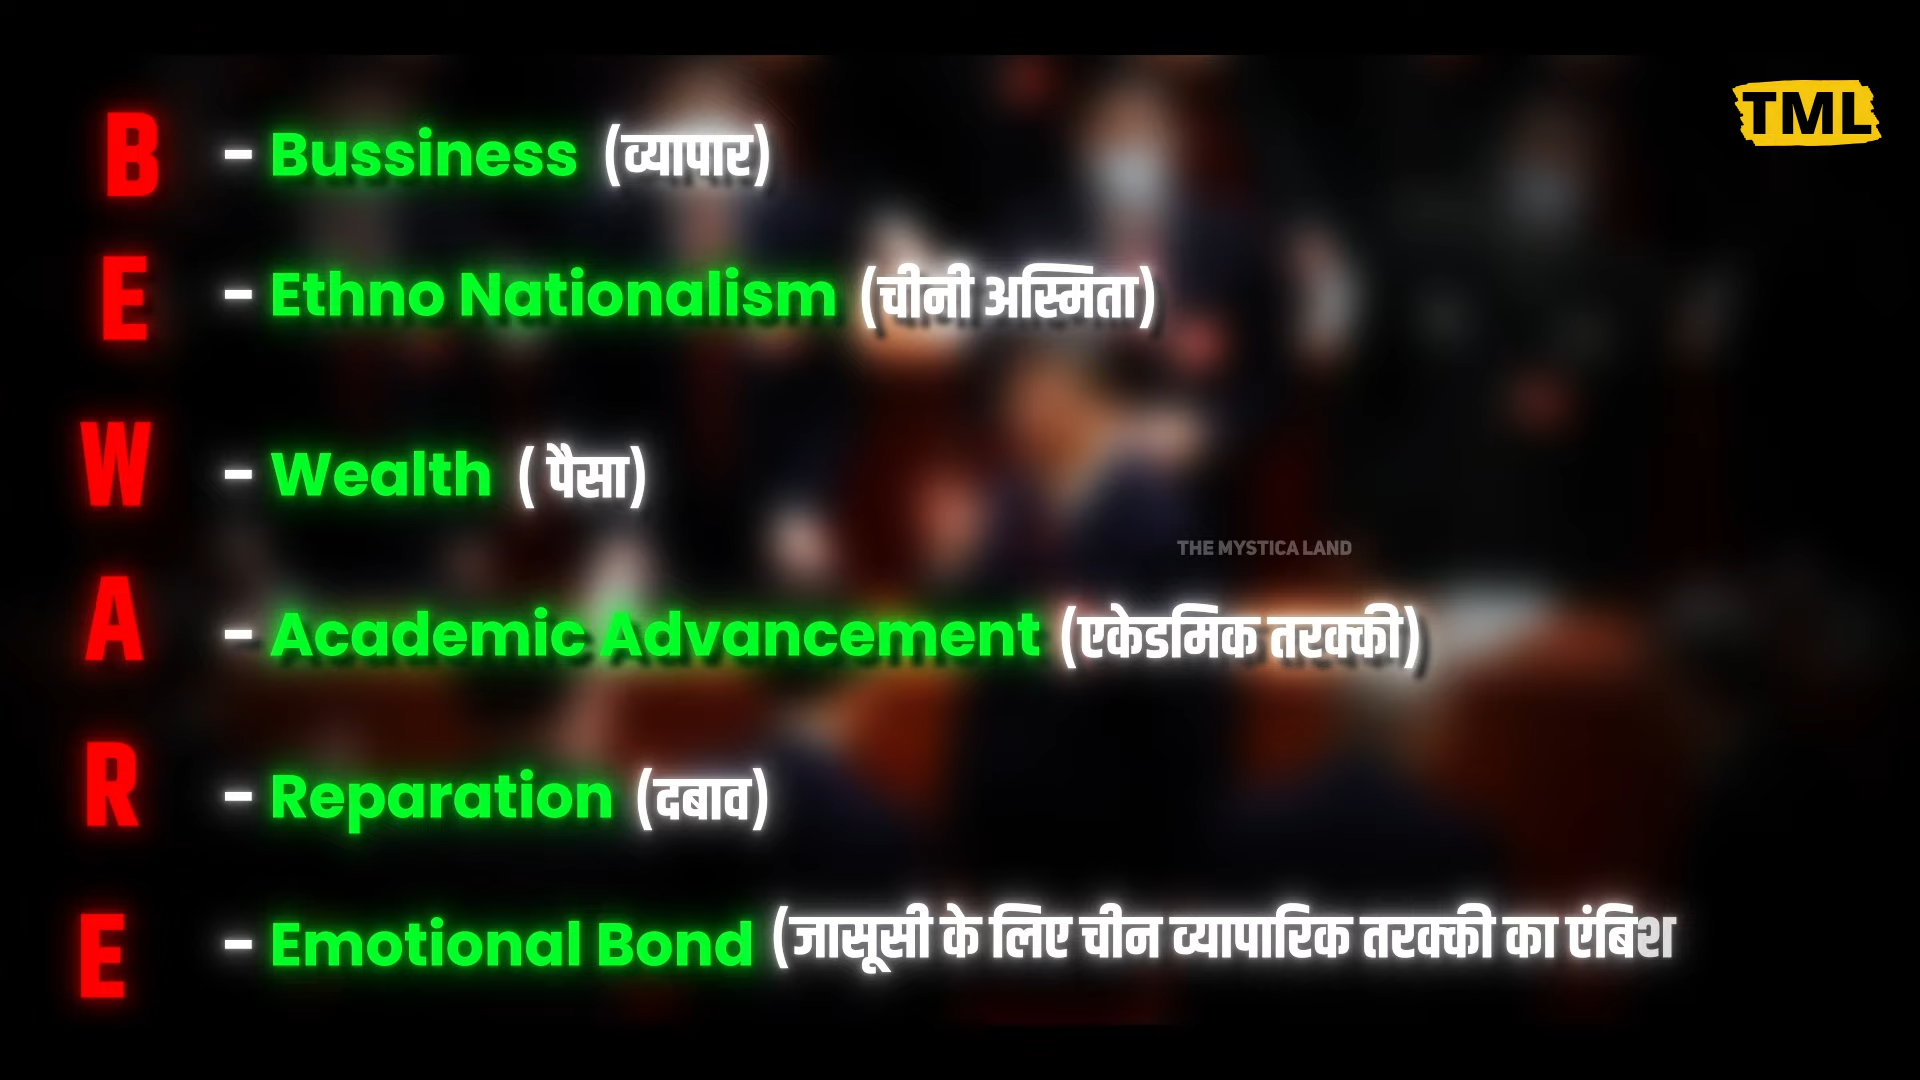 TML
B - Bussiness (व्यापार)
E - Ethno Nationalism (चीनी अस्मिता)
W - Wealth ( पैसा)
THE MYSTICA LAND
A - Academic Advancement (एकेडमिक तरक्की)
R - Reparation (दबाव)
E - Emotional Bond (जासूसी के लिए चीन व्यापारिक तरक्की का एंबिश